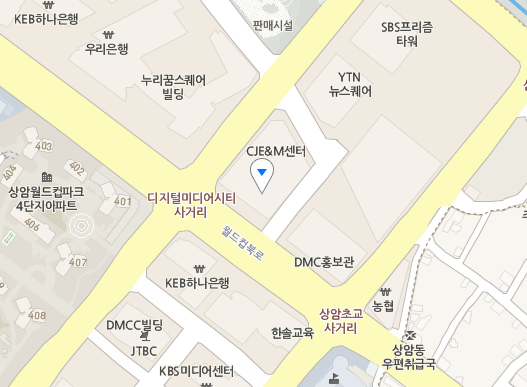 KEB하나은행
우리은행
판매시설
SBS프리즘
타워
누리꿈스퀘어
빌딩
YTN
뉴스퀘어
CJE&M센터
403
404
402
401
상암월드컵파크
4단지아파트
406
407
409
408
디지털미디어시티
사거리
월드컵북로
KEB하나은행
DMC홍보관
농협
상암초교
사거리
DMCC빌딩
JTBC
한솔교육
상암동
우편취급국
KBS미디어센터